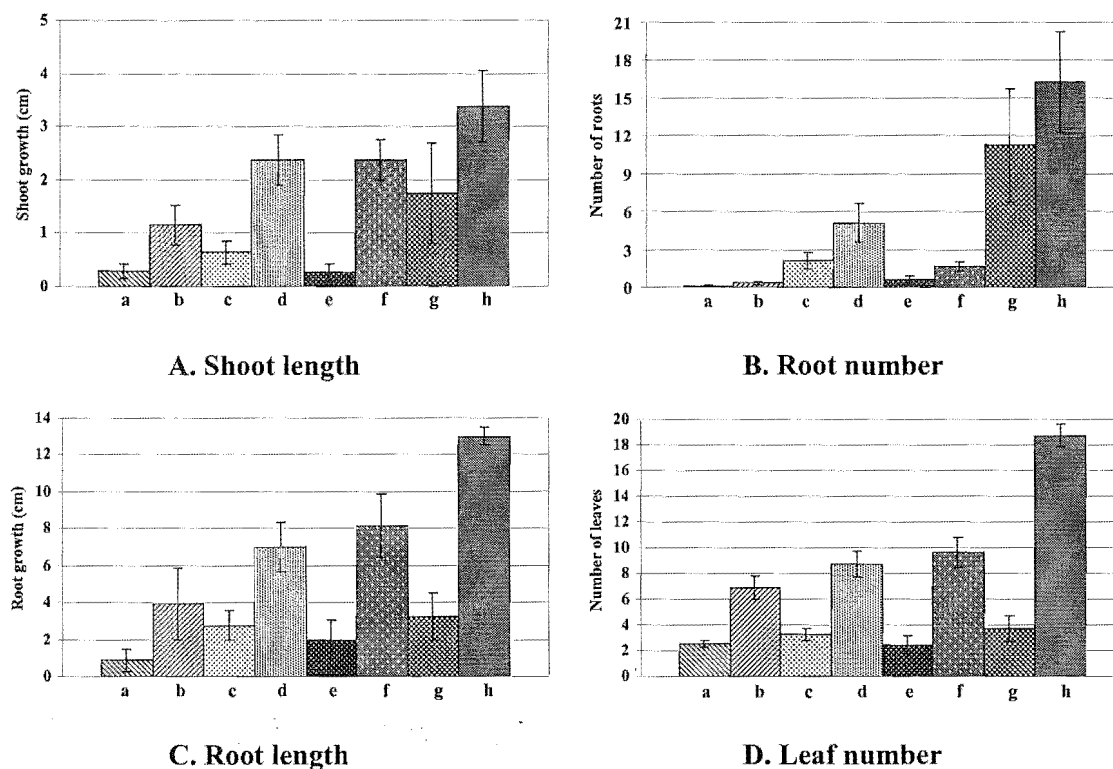 Shoot growth (cm)
5
4
3
2
1
0
a b c d e f g h
A. Shoot length
Number of roots
21
18
15
12
9
6
3
0
a b c d e f g h
B. Root number
Root growth (cm)
14
12
10
8
6
4
2
0
a b c d e f g h
C. Root length
Number of leaves
20
18
16
14
12
10
8
6
4
2
0
a b c d e f g h
D. Leaf number